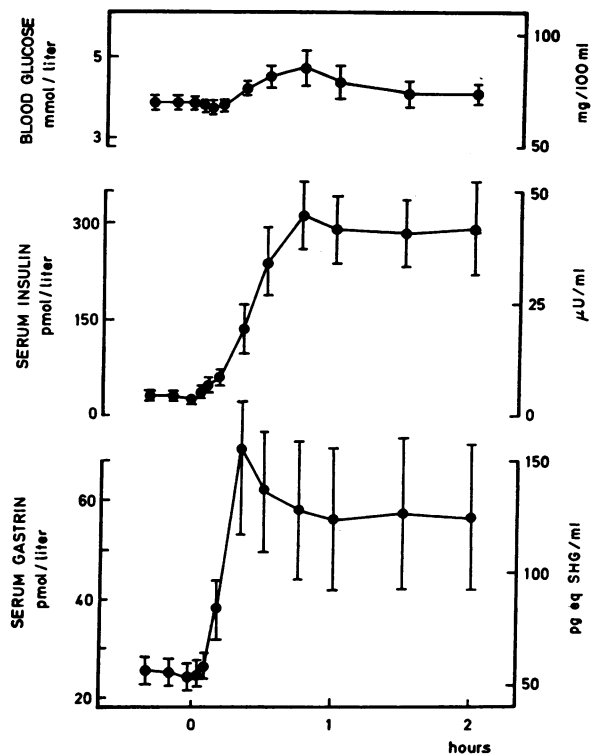 BLOOD GLUCOSE
mmol / liter
5
3
100
50
mg/100 ml
SERUM INSULIN
pmol/liter
300
150
0
50
25
0
µU/ml
SERUM GASTRIN
pmol/liter
60
40
20
150
100
50
pg eq SHG/ml
0
1
2
hours